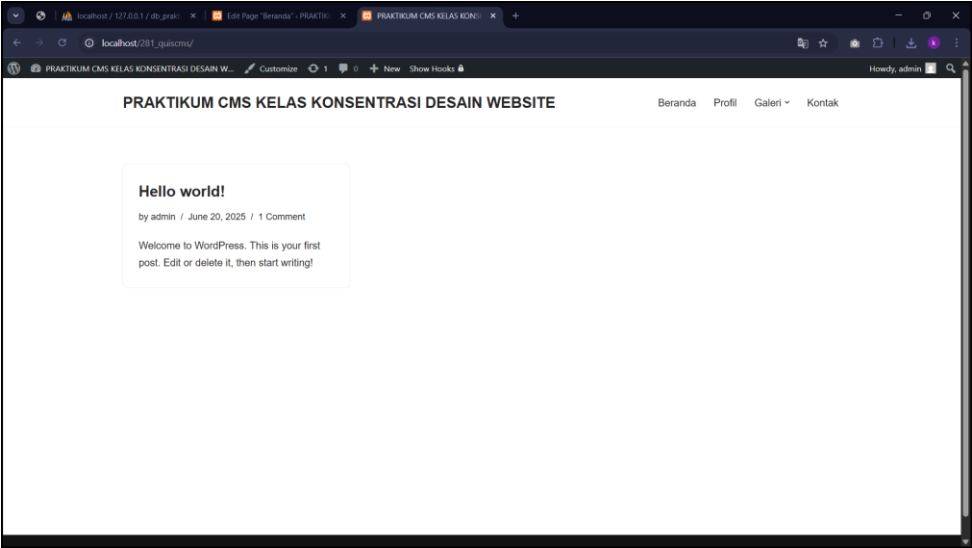 localhost / 127.0.0.1 / db_prakt
Edit Page "Beranda" ‹ PRAKTIK
PRAKTIKUM CMS KELAS KONSE
localhost/281_quiscms/
PRAKTIKUM CMS KELAS KONSENTRASI DESAIN W... Customize 1 0 New Show Hooks Howdy, admin
PRAKTIKUM CMS KELAS KONSENTRASI DESAIN WEBSITE
Beranda Profil Galeri Kontak
Hello world!
by admin / June 20, 2025 / 1 Comment
Welcome to WordPress. This is your first
post. Edit or delete it, then start writing!